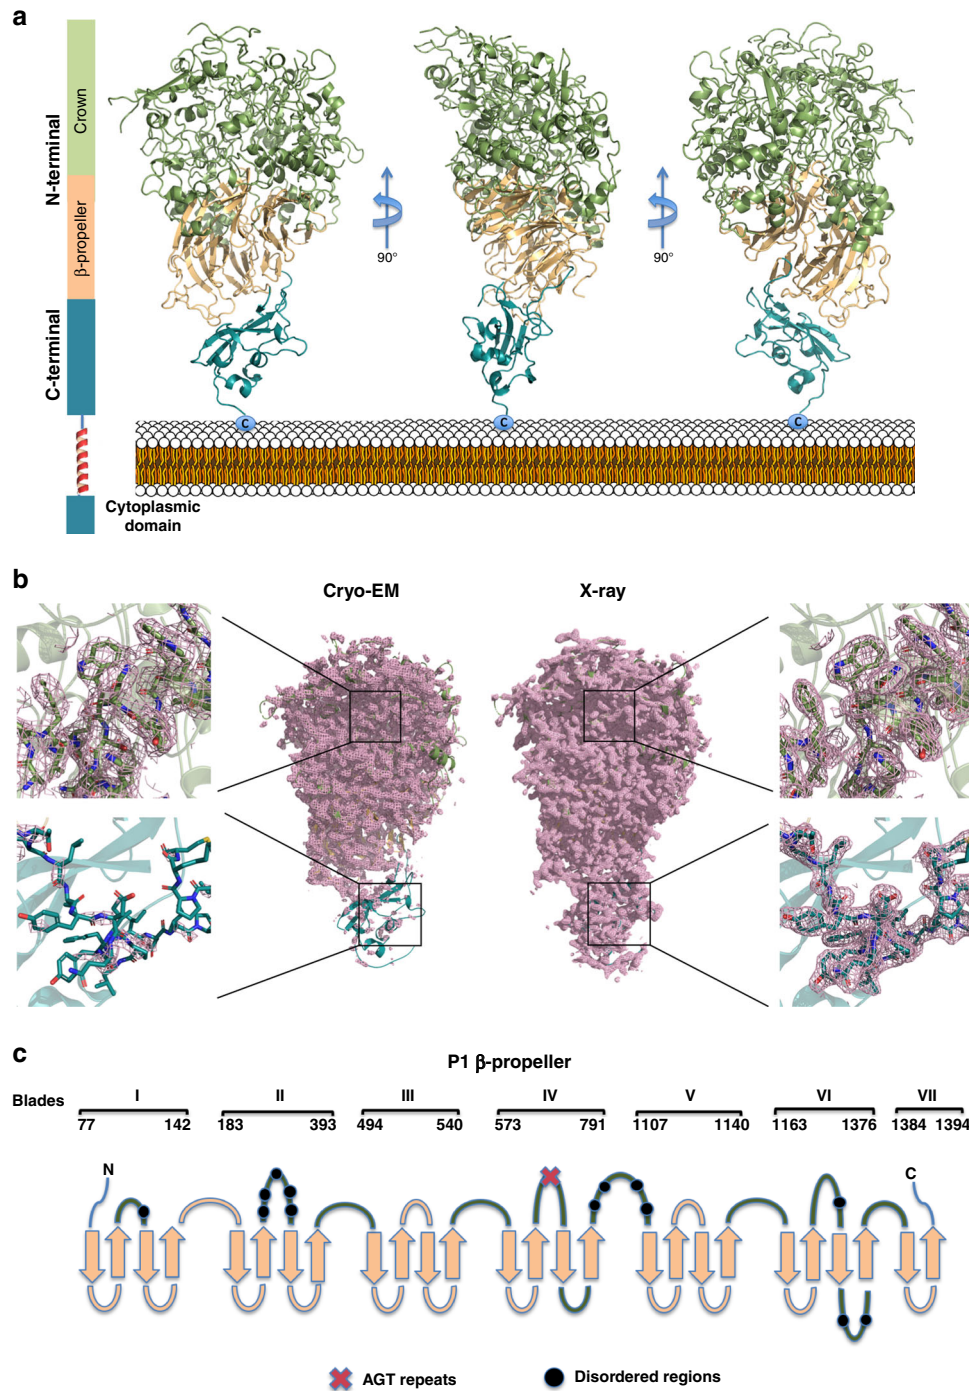 a
N-terminal
Crown
β-propeller
C-terminal
90°
90°
C
C
C
Cytoplasmic
domain
b
Cryo-EM
X-ray
c
P1 β-propeller
Blades
I
II
III
IV
V
VI
VII
77
142
183
393
494
540
573
791
1107
1140
1163
1376
1384
1394
N
C
AGT repeats
Disordered regions